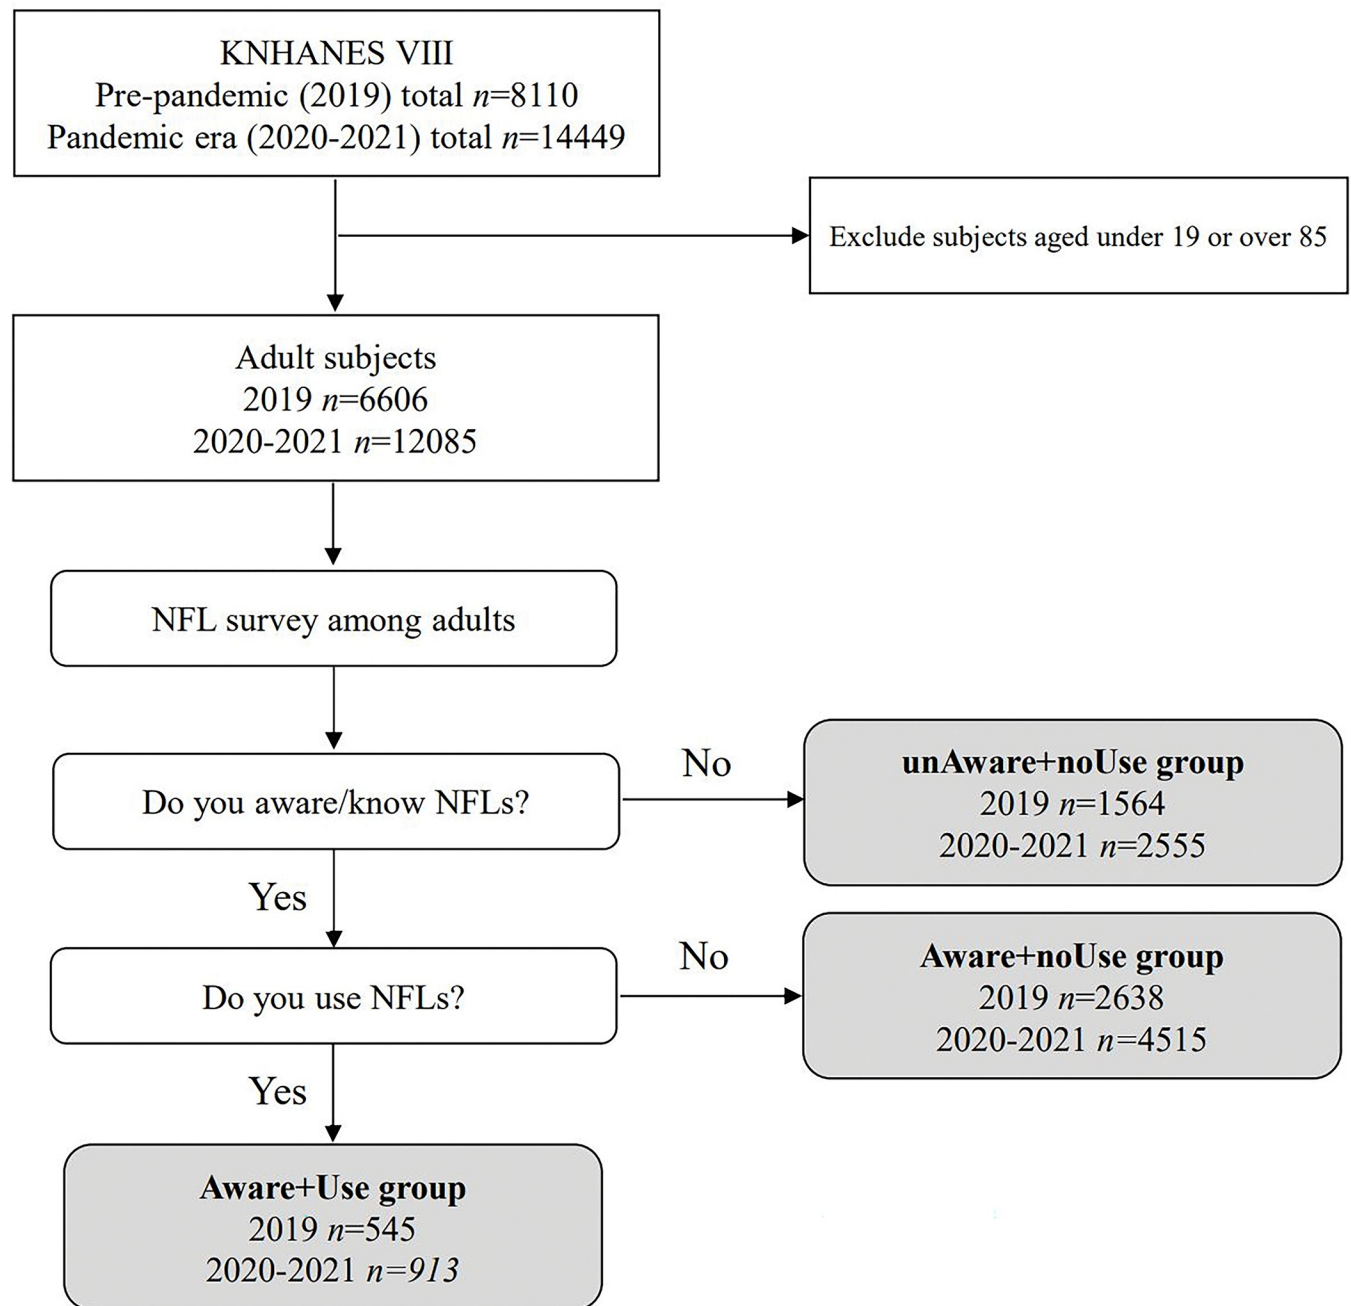 KNHANES VIII
Pre-pandemic (2019) total n=8110
Pandemic era (2020-2021) total n=14449
Exclude subjects aged under 19 or over 85
Adult subjects
2019 n=6606
2020-2021 n=12085
NFL survey among adults
Do you aware/know NFLs?
No
unAware+noUse group
2019 n=1564
2020-2021 n=2555
Yes
Do you use NFLs?
No
Aware+noUse group
2019 n=2638
2020-2021 n=4515
Yes
Aware+Use group
2019 n=545
2020-2021 n=913